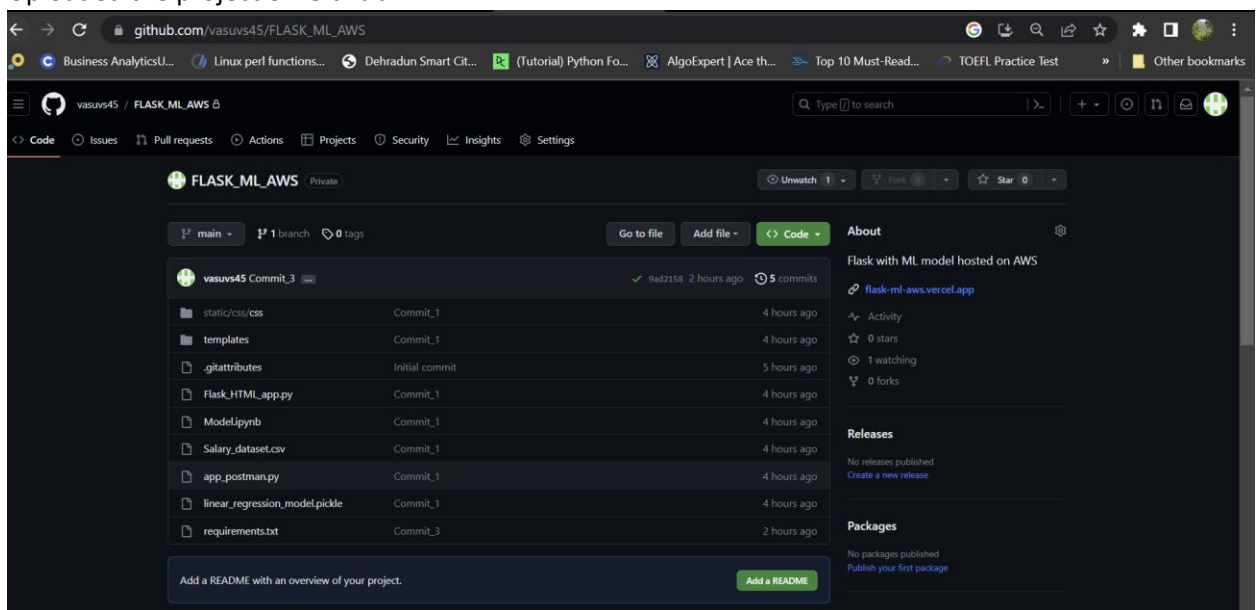 github.com/vasuvs45/FLASK_ML_AWS
Business AnalyticsU... Linux perl functions... Dehradun Smart Cit... (Tutorial) Python Fo... AlgoExpert | Ace th... Top 10 Must-Read... TOEFL Practice Test » Other bookmarks
vasuvs45 / FLASK_ML_AWS Type / to search
<> Code Issues Pull requests Actions Projects Security Insights Settings
FLASK_ML_AWS Private Unwatch 1 Fork 0 Star 0
main 1 branch 0 tags Go to file Add file <> Code About
Flask with ML model hosted on AWS
vasuvs45 Commit_3 ... 9ad2158 2 hours ago 5 commits
flask-ml-aws.vercel.app
static/css/css Commit_1 4 hours ago
Activity
templates Commit_1 4 hours ago
0 stars
.gitattributes Initial commit 5 hours ago
1 watching
Flask_HTML_app.py Commit_1 4 hours ago
0 forks
Model.ipynb Commit_1 4 hours ago
Releases
Salary_dataset.csv Commit_1 4 hours ago
No releases published
app_postman.py Commit_1 4 hours ago
Create a new release
linear_regression_model.pickle Commit_1 4 hours ago
requirements.txt Commit_3 2 hours ago
Packages
No packages published
Publish your first package
Add a README with an overview of your project. Add a README